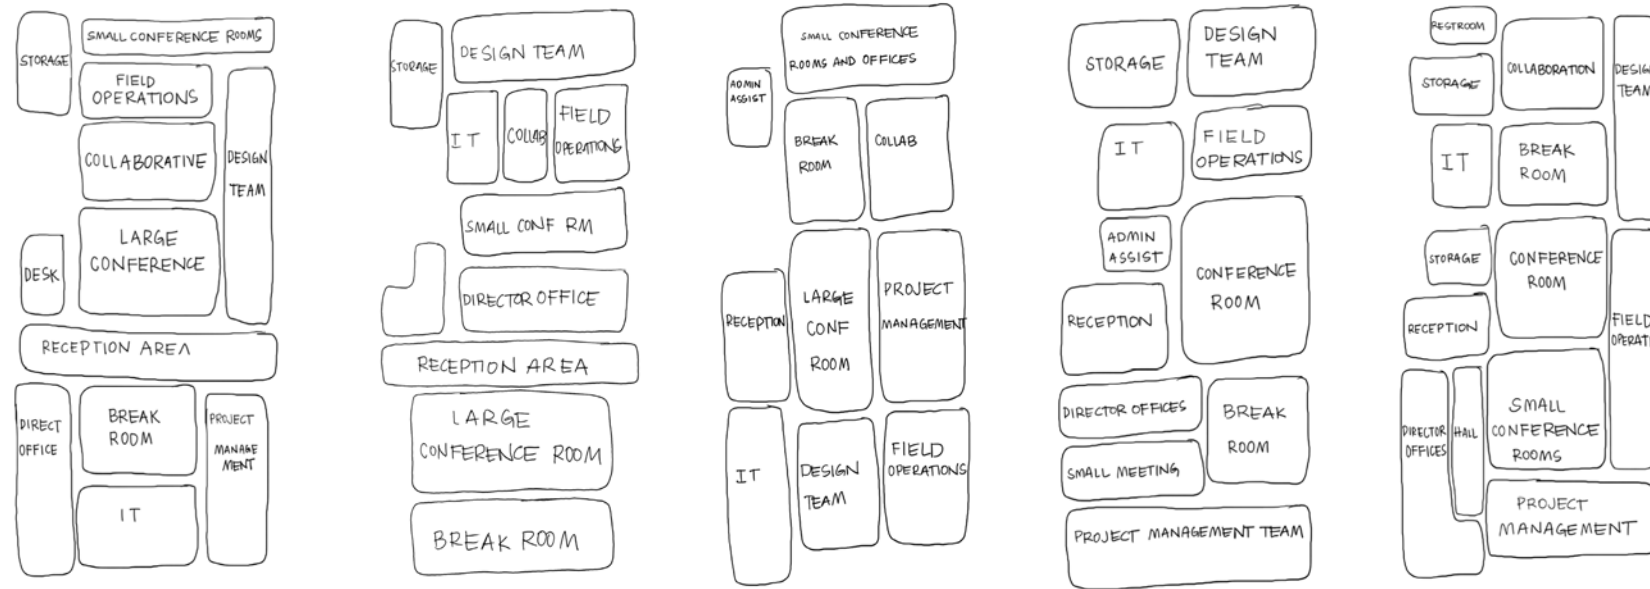 STORAGE
SMALL CONFERENCE ROOMS
FIELD
OPERATIONS
COLLABORATIVE
DESIGN
TEAM
LARGE
CONFERENCE
DESK
RECEPTION AREA
DIRECT
OFFICE
BREAK
ROOM
PROJECT
MANAGE
MENT
IT
STORAGE
DESIGN TEAM
IT
COLLAB
FIELD
OPERATIONS
SMALL CONF RM
DIRECTOR OFFICE
RECEPTION AREA
LARGE
CONFERENCE ROOM
BREAK ROOM
SMALL CONFERENCE
ROOMS AND OFFICES
ADMIN
ASSIST
BREAK
ROOM
COLLAB
RECEPTION
LARGE
CONF
ROOM
PROJECT
MANAGEMENT
IT
DESIGN
TEAM
FIELD
OPERATIONS
STORAGE
DESIGN
TEAM
IT
FIELD
OPERATIONS
ADMIN
ASSIST
CONFERENCE
ROOM
RECEPTION
DIRECTOR OFFICES
BREAK
ROOM
SMALL MEETING
PROJECT MANAGEMENT TEAM
RESTROOM
COLLABORATION
DESIGN
TEAM
STORAGE
IT
BREAK
ROOM
STORAGE
CONFERENCE
ROOM
RECEPTION
FIELD
OPERATI
DIRECTOR
OFFICES
HALL
SMALL
CONFERENCE
ROOMS
PROJECT
MANAGEMENT